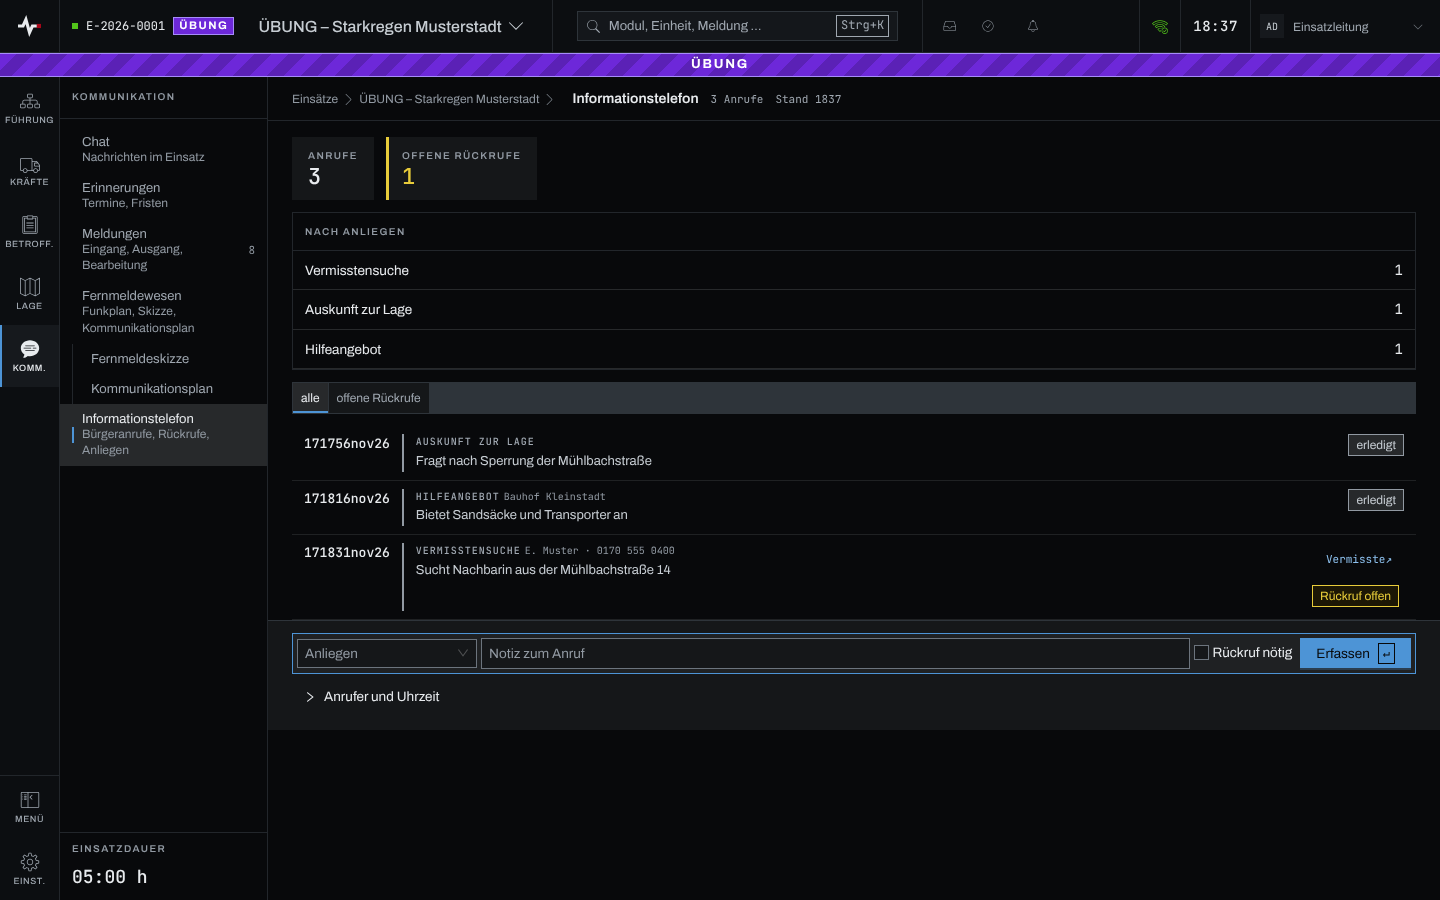 E-2026-0001 ÜBUNG ÜBUNG – Starkregen Musterstadt
Modul, Einheit, Meldung ... Strg+K
18:37
AD Einsatzleitung
ÜBUNG
FÜHRUNG
KRÄFTE
BETROFF.
LAGE
KOMM.
MENÜ
EINST.
KOMMUNIKATION
Chat
Nachrichten im Einsatz
Erinnerungen
Termine, Fristen
Meldungen
Eingang, Ausgang,
Bearbeitung
8
Fernmeldewesen
Funkplan, Skizze,
Kommunikationsplan
Fernmeldeskizze
Kommunikationsplan
Informationstelefon
Bürgeranrufe, Rückrufe,
Anliegen
EINSATZDAUER
05:00 h
Einsätze ÜBUNG – Starkregen Musterstadt Informationstelefon 3 Anrufe Stand 1837
ANRUFE
3
OFFENE RÜCKRUFE
1
NACH ANLIEGEN
Vermisstensuche 1
Auskunft zur Lage 1
Hilfeangebot 1
alle offene Rückrufe
171756nov26 AUSKUNFT ZUR LAGE
Fragt nach Sperrung der Mühlbachstraße
erledigt
171816nov26 HILFEANGEBOT Bauhof Kleinstadt
Bietet Sandsäcke und Transporter an
erledigt
171831nov26 VERMISSTENSUCHE E. Muster · 0170 555 0400
Sucht Nachbarin aus der Mühlbachstraße 14
Vermisste↗
Rückruf offen
Anliegen Notiz zum Anruf Rückruf nötig Erfassen ↵
Anrufer und Uhrzeit